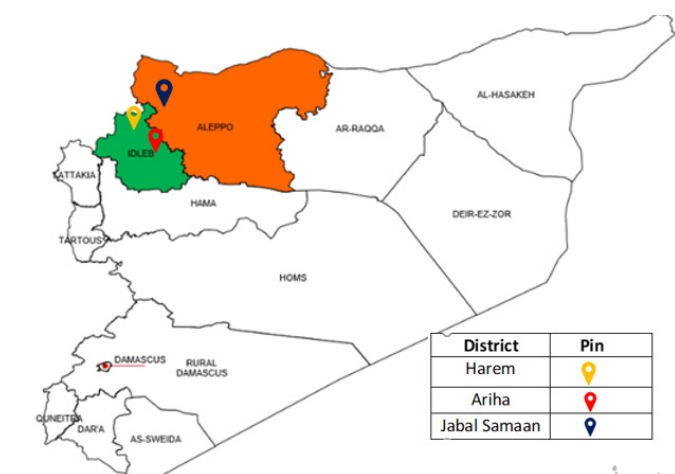 AL-HASAKEH
ALEPPO
AR-RAQQA
IDLEB
LATTAKIA
HAMA
DEIR-EZ-ZOR
TARTOUS
HOMS
DAMASCUS
RURAL
DAMASCUS
QUNEITRA
DAR'A
AS-SWEIDA
District Pin
Harem
Ariha
Jabal Samaan